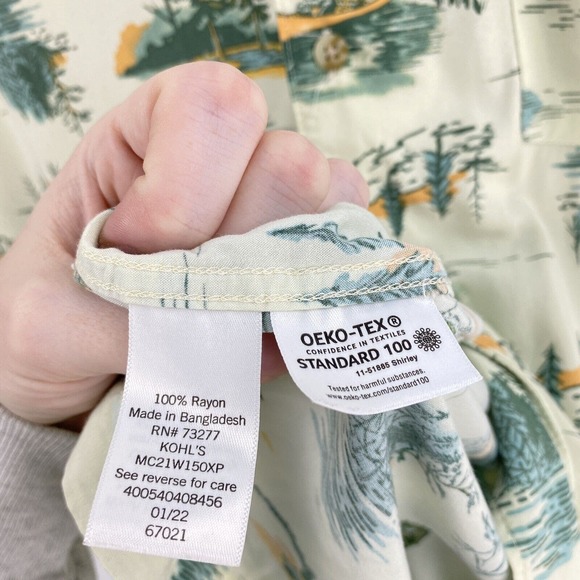 100% Rayon
Made in Bangladesh
RN# 73277
KOHL'S
MC21W150XP
See reverse for care
400540408456
01/22
67021
OEKO-TEX®
CONFIDENCE IN TEXTILES
STANDARD 100
11-51885 Shirley
Tested for harmful substances.
www.oeko-tex.com/standard100